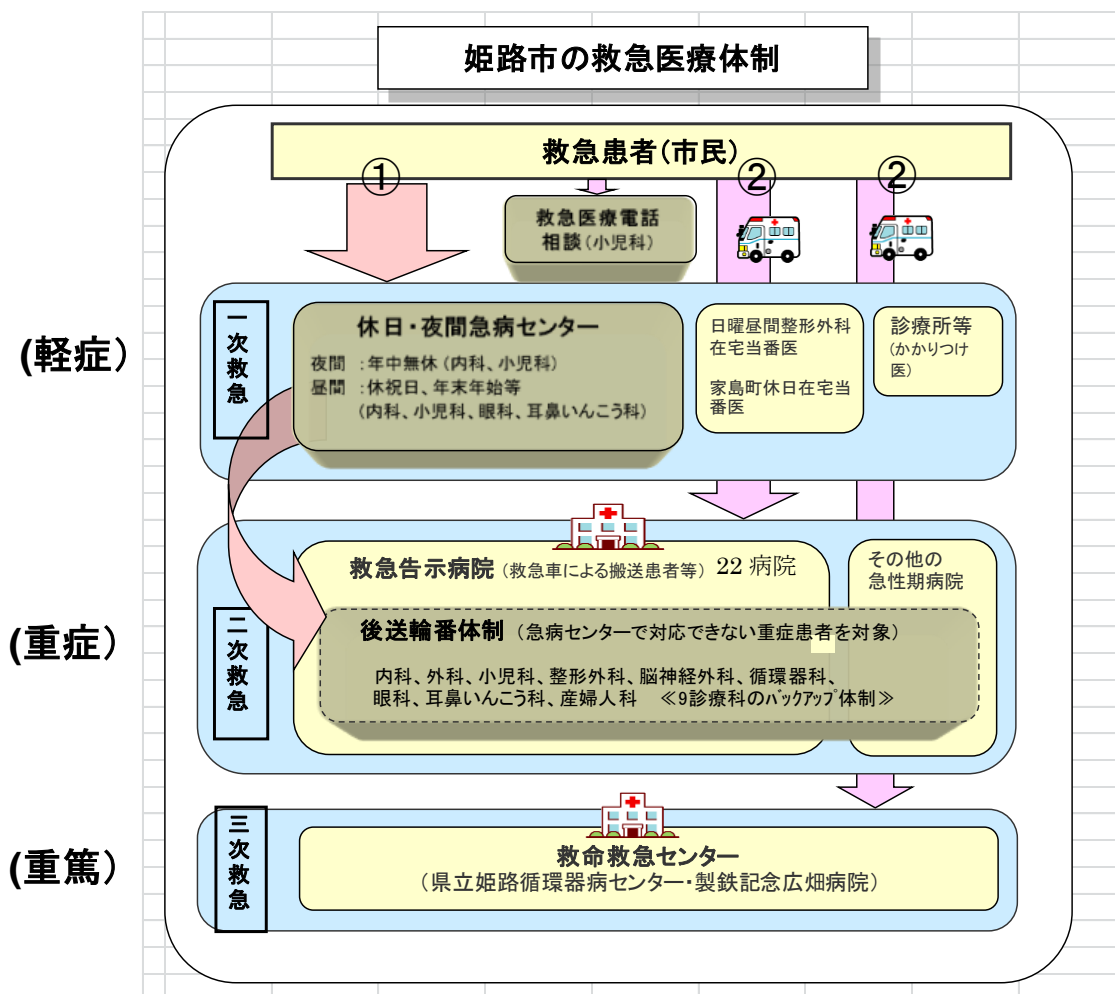 姫路市の救急医療体制
救急患者(市民)
①
②
②
救急医療電話
相談(小児科)
(軽症)
一次救急
休日・夜間急病センター
夜間 :年中無休(内科、小児科)
昼間 :休祝日、年末年始等
(内科、小児科、眼科、耳鼻いんこう科)
日曜昼間整形外科
在宅当番医
家島町休日在宅当
番医
診療所等
(かかりつけ
医)
(重症)
二次救急
救急告示病院(救急車による搬送患者等) 22 病院
その他の
急性期病院
後送輪番体制 (急病センターで対応できない重症患者を対象)
内科、外科、小児科、整形外科、脳神経外科、循環器科、
眼科、耳鼻いんこう科、産婦人科 ≪9診療科のバックアップ体制≫
(重篤)
三次救急
救命救急センター
(県立姫路循環器病センター・製鉄記念広畑病院)